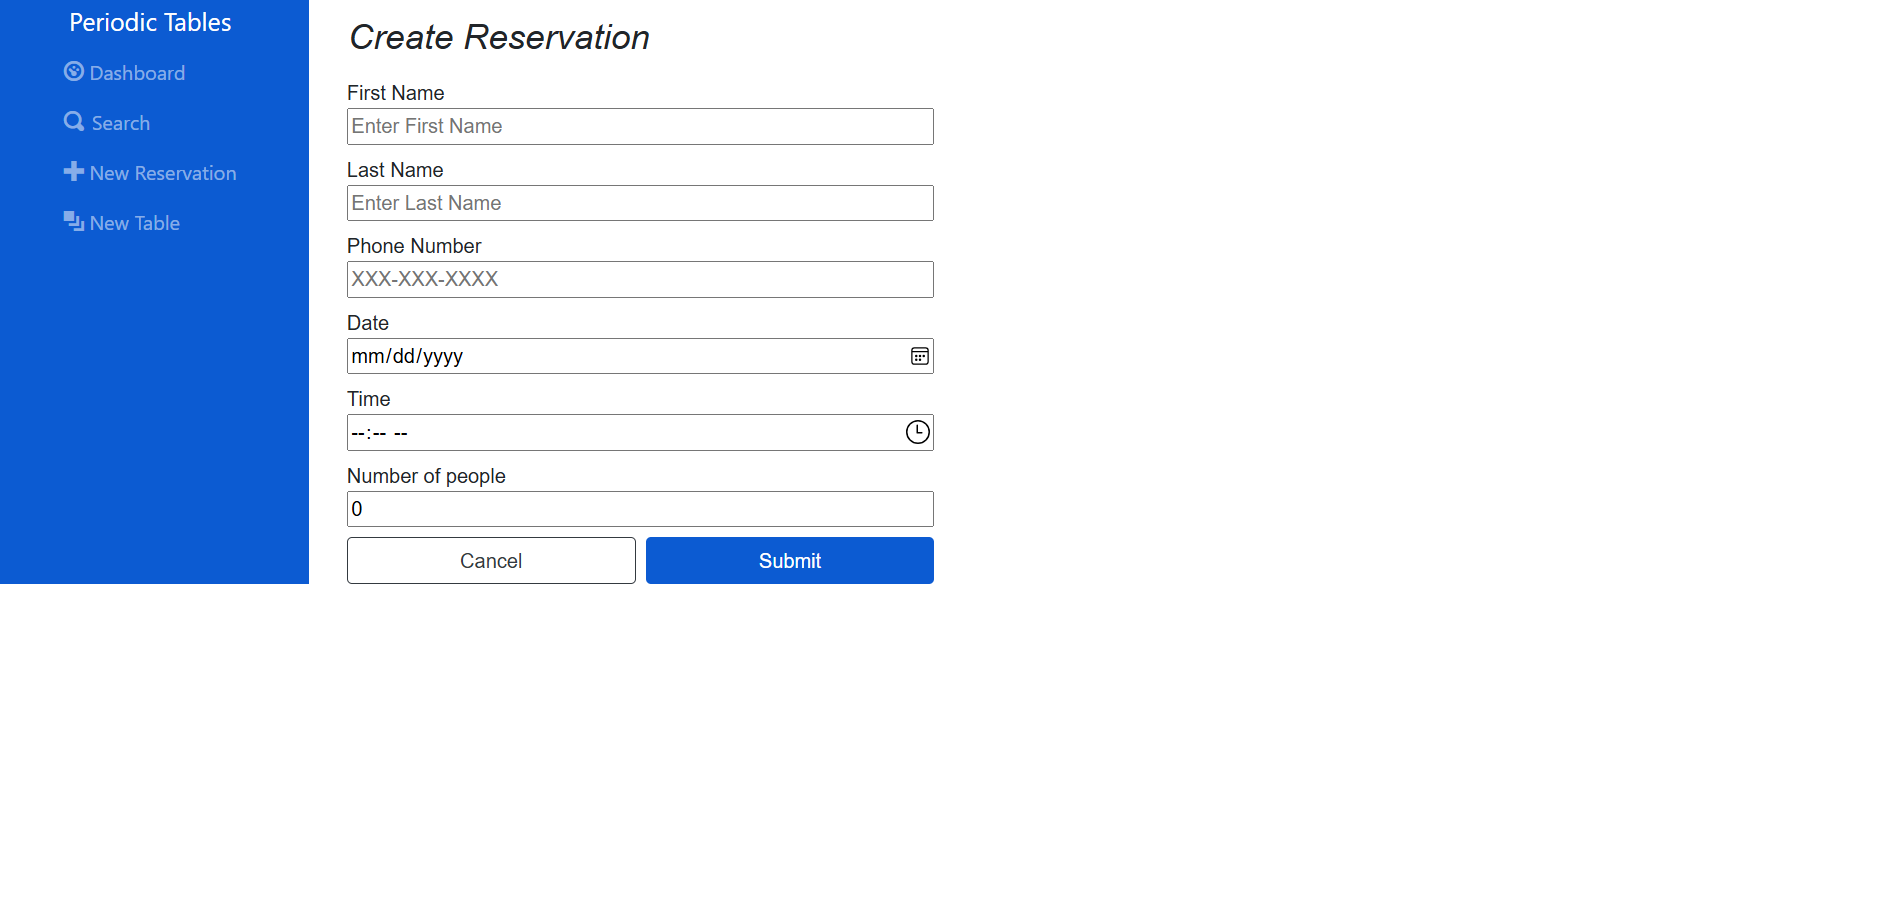 Periodic Tables
Dashboard
Search
New Reservation
New Table
Create Reservation
First Name
Enter First Name
Last Name
Enter Last Name
Phone Number
XXX-XXX-XXXX
Date
mm/dd/yyyy
Time
--:-- --
Number of people
0
Cancel
Submit